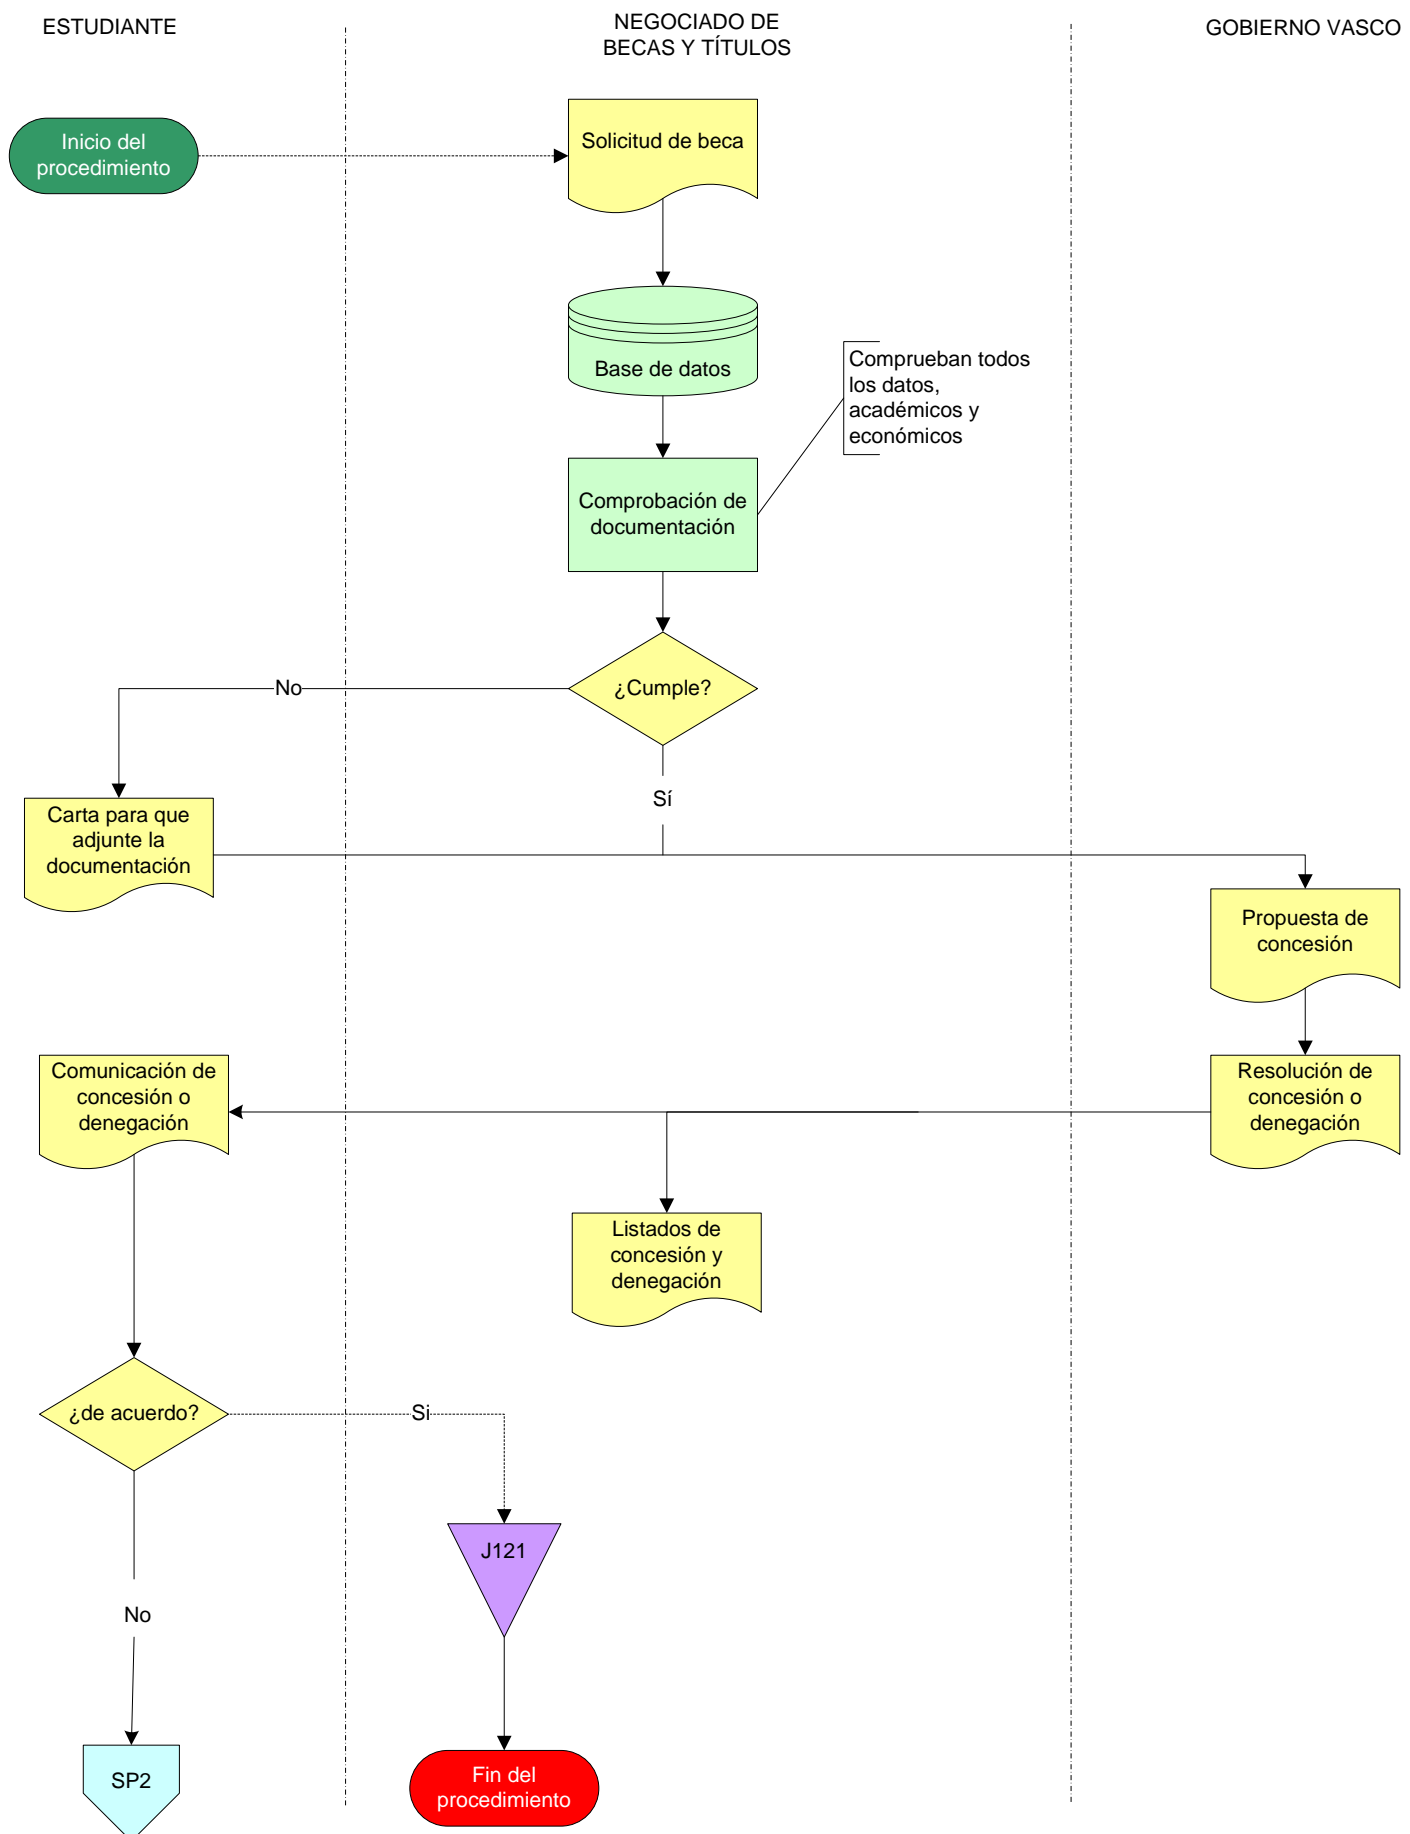 ESTUDIANTE
NEGOCIADO DE
BECAS Y TÍTULOS
GOBIERNO VASCO
Inicio del
procedimiento
Solicitud de beca
Base de datos
Comprueban todos
los datos,
académicos y
económicos
Comprobación de
documentación
¿Cumple?
No
Sí
Carta para que
adjunte la
documentación
Propuesta de
concesión
Comunicación de
concesión o
denegación
Resolución de
concesión o
denegación
Listados de
concesión y
denegación
¿de acuerdo?
Si
J121
No
SP2
Fin del
procedimiento